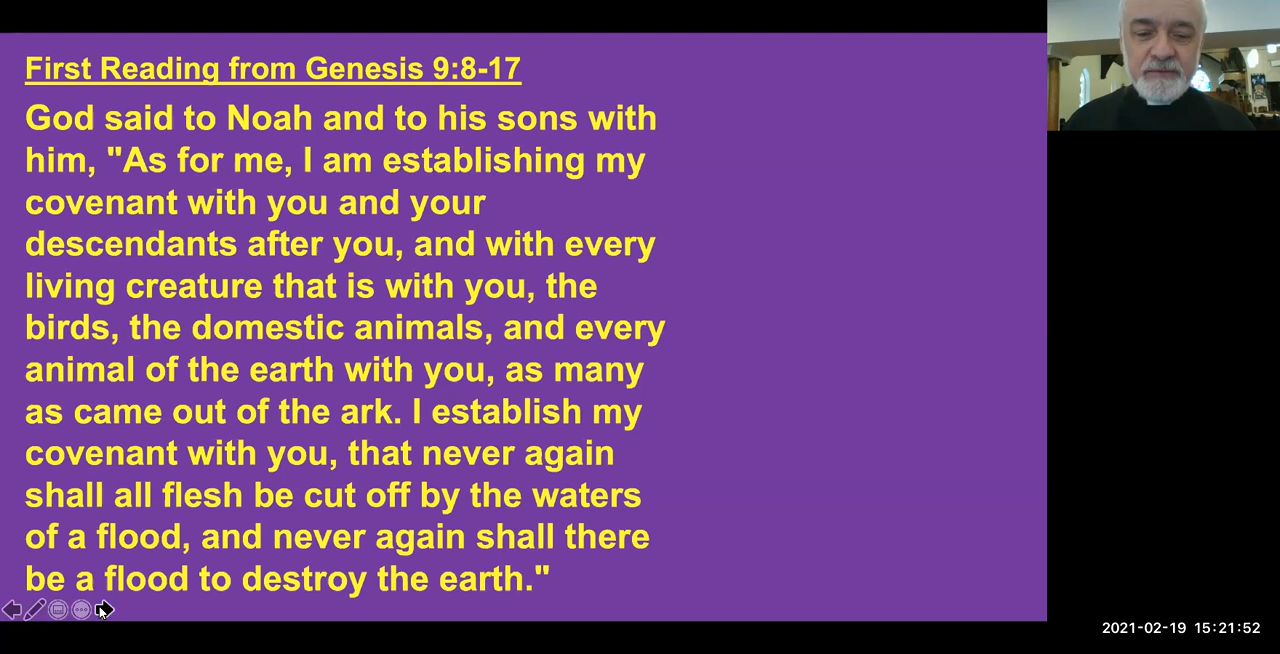 First Reading from Genesis 9:8-17
God said to Noah and to his sons with
him, "As for me, I am establishing my
covenant with you and your
descendants after you, and with every
living creature that is with you, the
birds, the domestic animals, and every
animal of the earth with you, as many
as came out of the ark. I establish my
covenant with you, that never again
shall all flesh be cut off by the waters
of a flood, and never again shall there
be a flood to destroy the earth."
2021-02-19 15:21:52